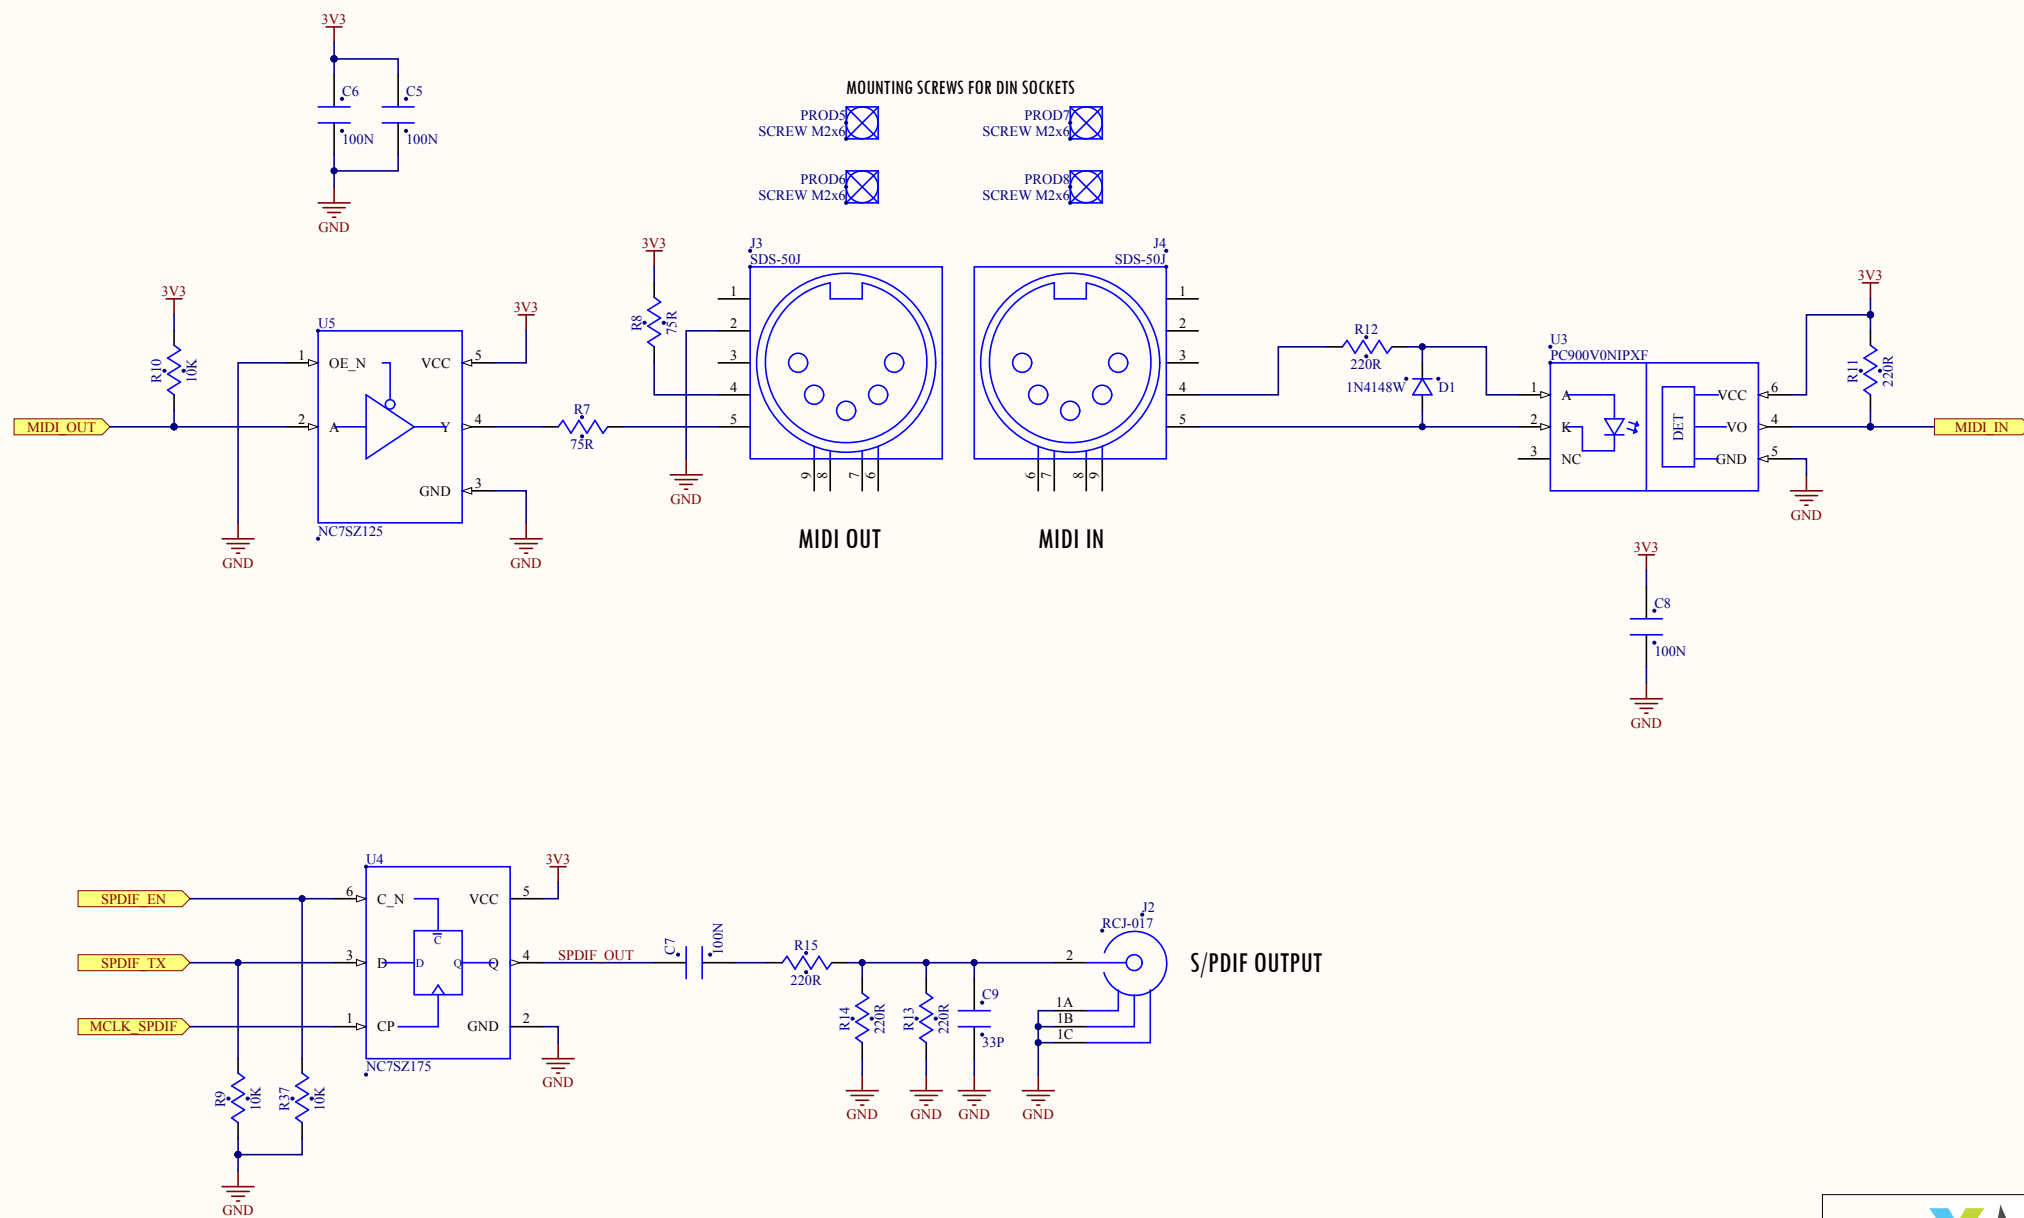 3V3
C6
100N
C5
100N
GND
MOUNTING SCREWS FOR DIN SOCKETS
PROD5
SCREW M2x6
PROD7
SCREW M2x6
PROD6
SCREW M2x6
PROD8
SCREW M2x6
MIDI_OUT
3V3
R10
10K
U5
1
OE_N
VCC
5
2
A
Y
4
GND
3
NC7SZ125
3V3
GND
GND
R7
75R
3V3
R8
75R
J3
SDS-50J
1
2
3
4
5
9
8
7
6
GND
MIDI OUT
J4
SDS-50J
1
2
3
4
5
6
7
8
9
MIDI IN
R12
220R
1N4148W
D1
U3
PC900V0NIPXF
1
A
2
K
3
NC
DET
VCC
6
VO
4
GND
5
3V3
R11
220R
MIDI_IN
GND
3V3
C8
100N
GND
SPDIF_EN
SPDIF_TX
MCLK_SPDIF
R9
10K
R37
10K
GND
U4
6
C_N
VCC
5
C
3
D
D
Q
Q
4
1
CP
GND
2
NC7SZ175
3V3
GND
SPDIF_OUT
C7
100N
R15
220R
R14
220R
R13
220R
C9
33P
GND
GND
GND
GND
J2
RCJ-017
2
1A
1B
1C
S/PDIF OUTPUT